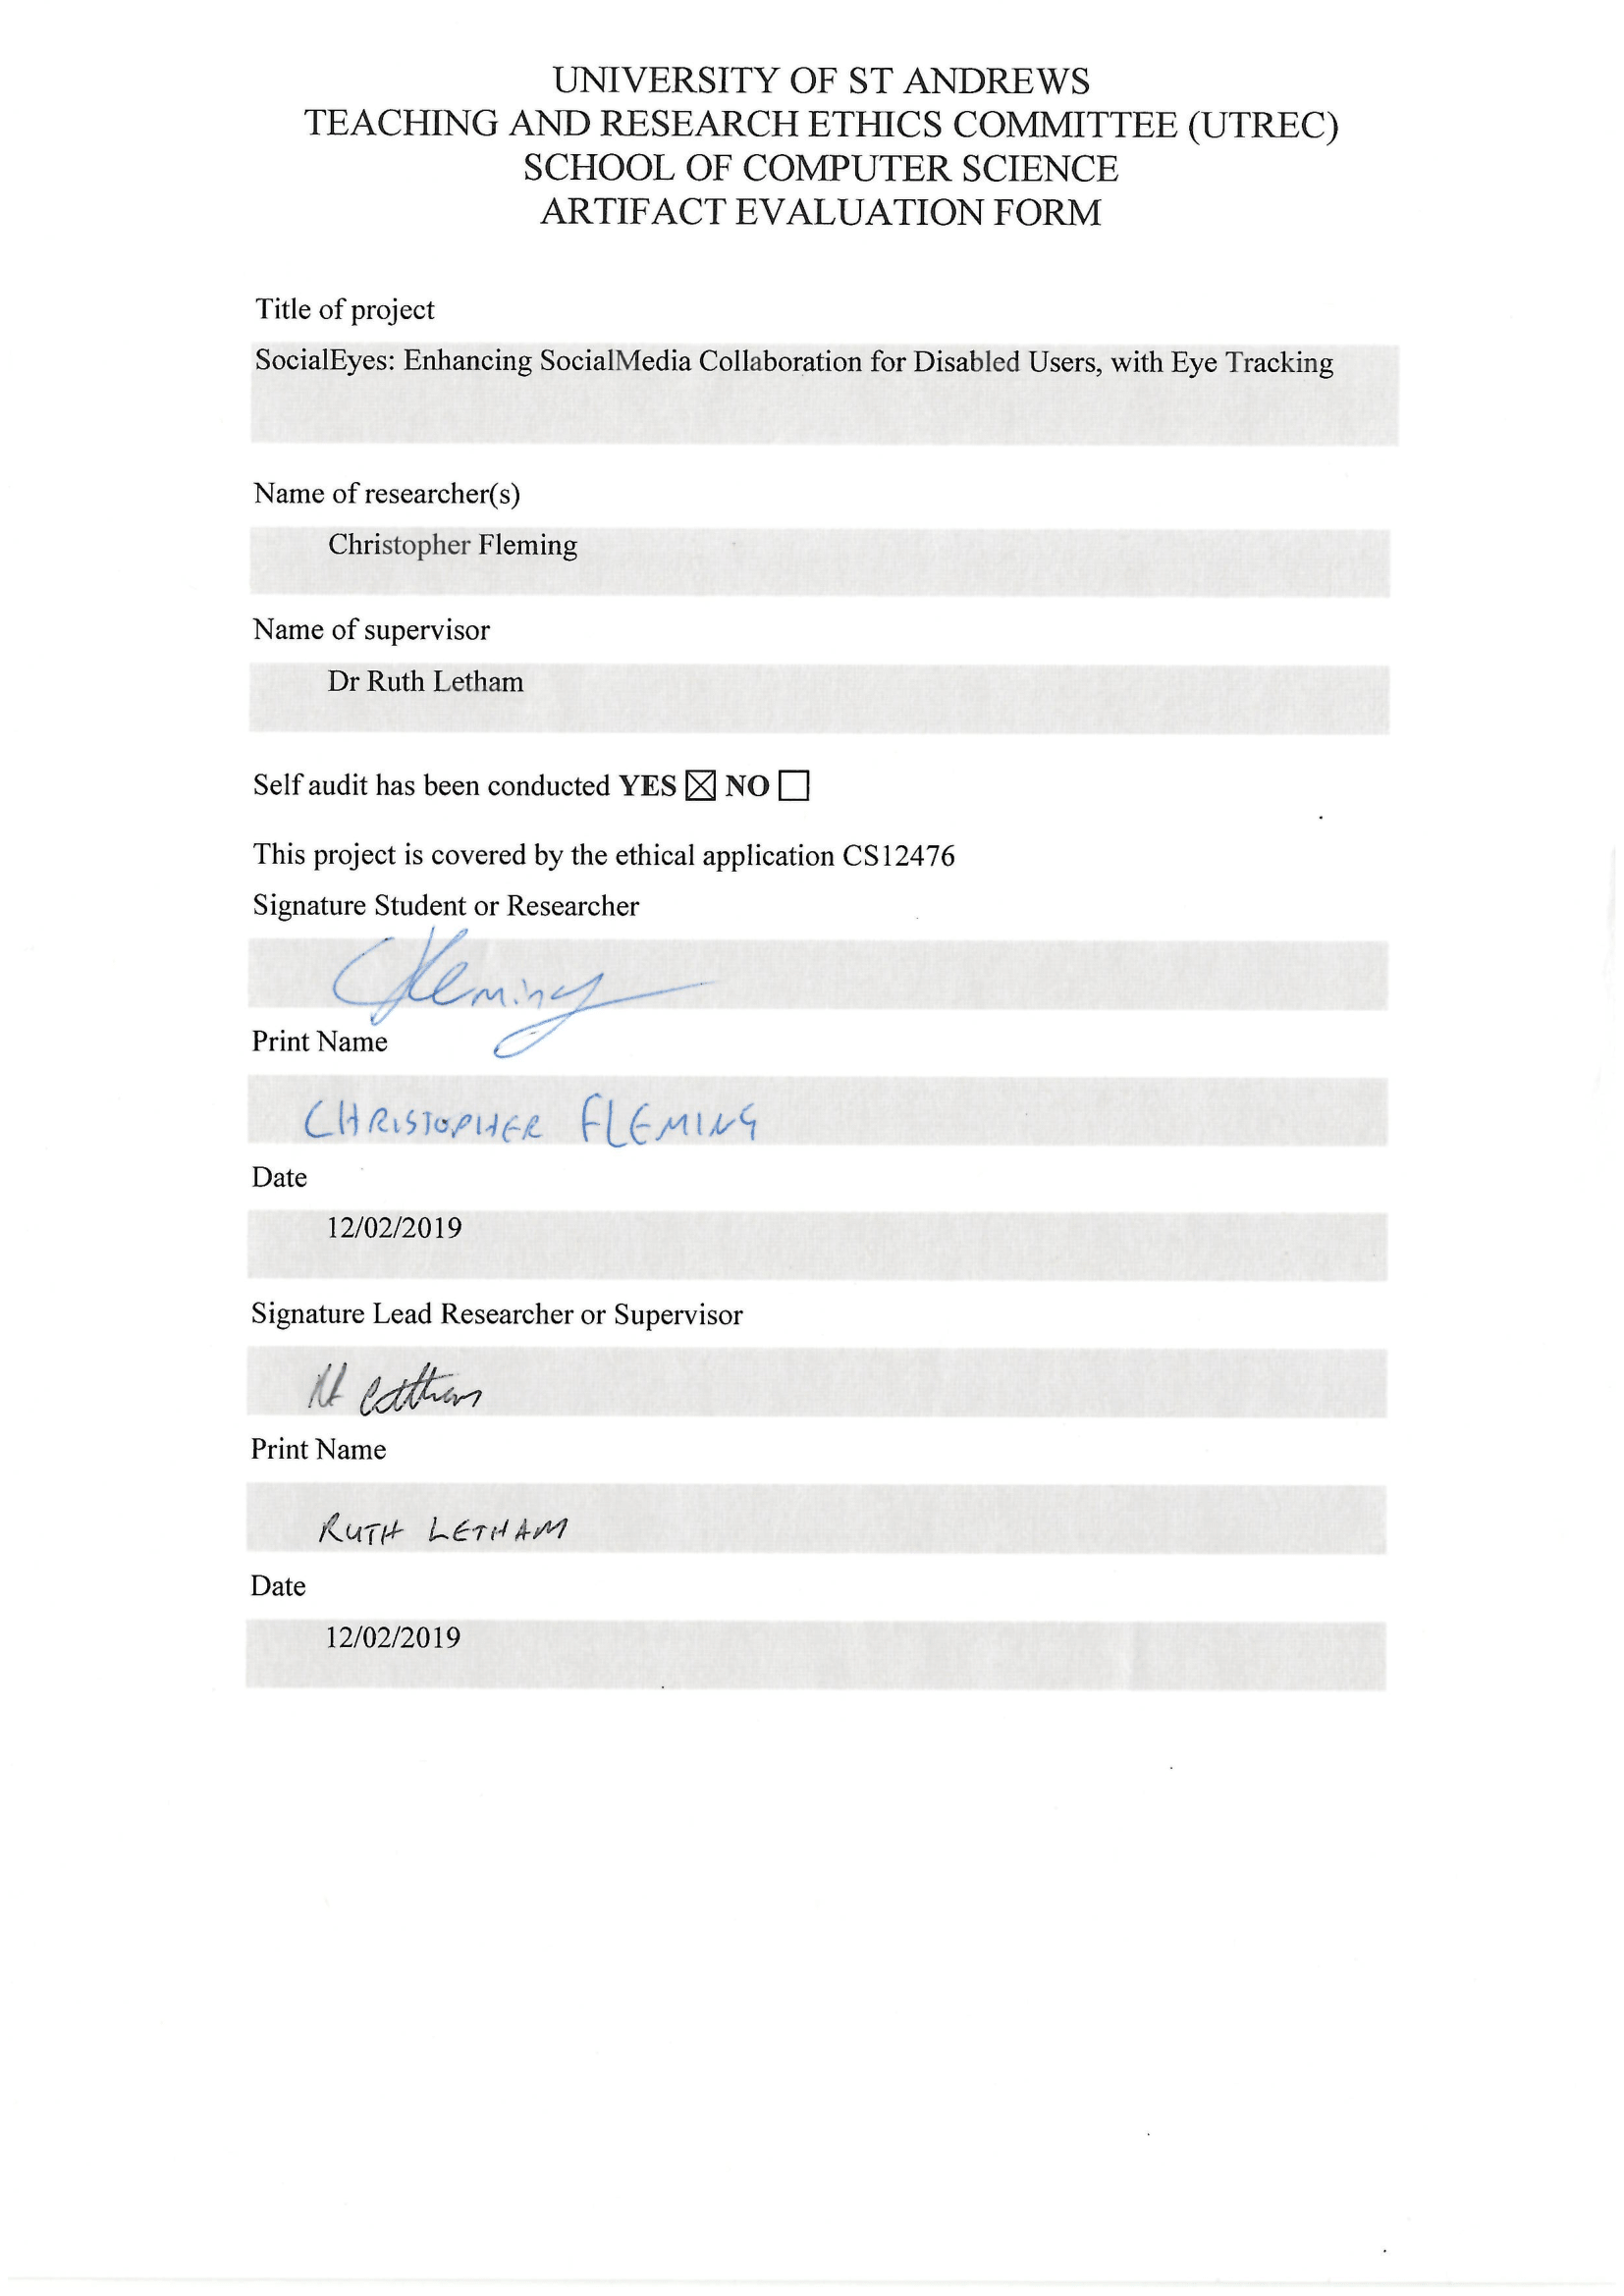 UNIVERSITY OF ST ANDREWS
TEACHING AND RESEARCH ETHICS COMMITTEE (UTREC)
SCHOOL OF COMPUTER SCIENCE
ARTIFACT EVALUATION FORM
Title of project
SocialEyes: Enhancing SocialMedia Collaboration for Disabled Users, with Eye Tracking
Name of researcher(s)
Christopher Fleming
Name of supervisor
Dr Ruth Letham
Self audit has been conducted YES ☒ NO ☐
This project is covered by the ethical application CS12476
Signature Student or Researcher
CFleming
Print Name
CHRISTOPHER FLEMING
Date
12/02/2019
Signature Lead Researcher or Supervisor
Print Name
RUTH LETHAM
Date
12/02/2019